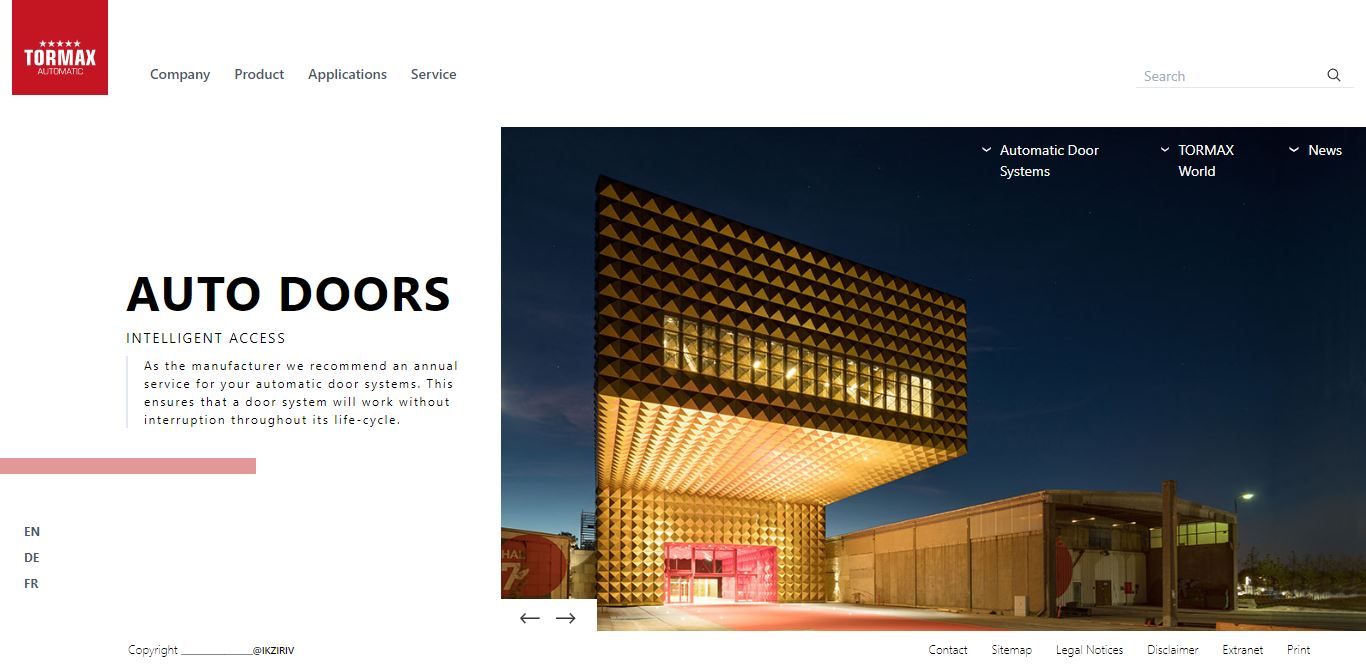 ★★★★★
TORMAX
AUTOMATIC
Company Product Applications Service
Search
Automatic Door
Systems
TORMAX
World
News
AUTO DOORS
INTELLIGENT ACCESS
As the manufacturer we recommend an annual
service for your automatic door systems. This
ensures that a door system will work without
interruption throughout its life-cycle.
HAL
7
EN
DE
FR
Copyright ____________@IKZIRIV
Contact Sitemap Legal Notices Disclaimer Extranet Print